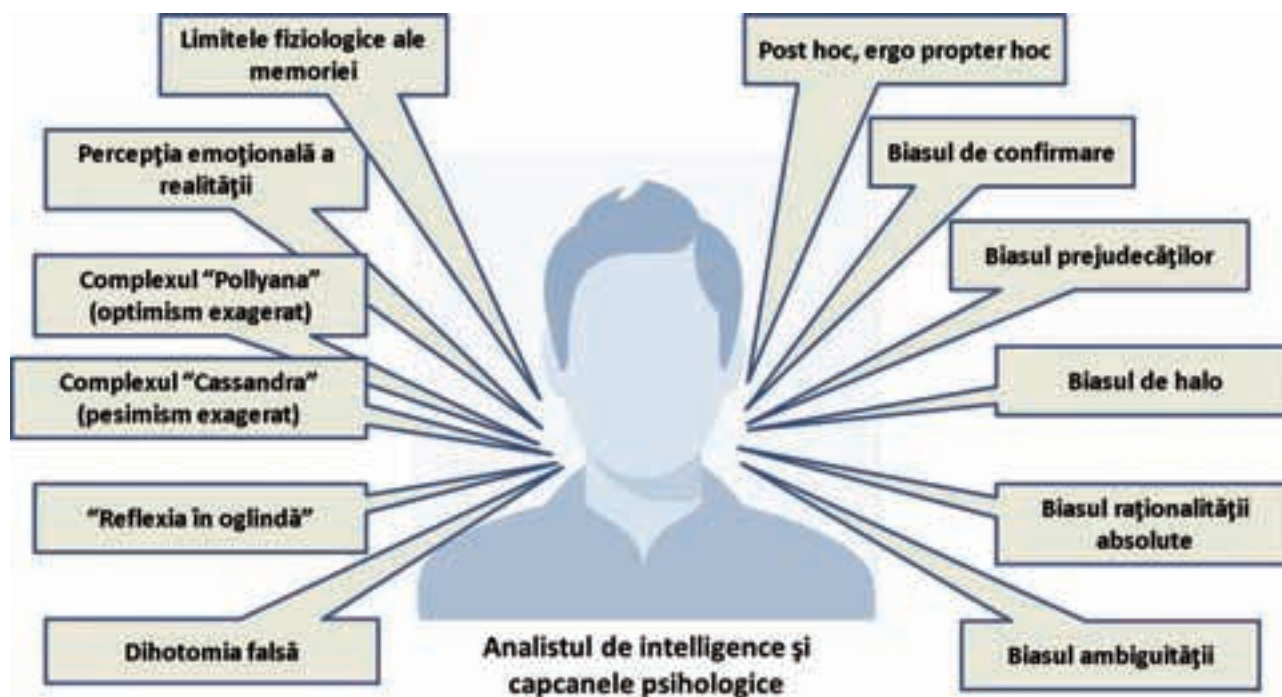 Limitele fiziologice ale
memoriei
Percepţia emoţională a
realităţii
Complexul “Pollyana”
(optimism exagerat)
Complexul “Cassandra”
(pesimism exagerat)
“Reflexia în oglindă”
Dihotomia falsă
Post hoc, ergo propter hoc
Biasul de confirmare
Biasul prejudecăţilor
Biasul de halo
Biasul raţionalităţii
absolute
Biasul ambiguităţii
Analistul de intelligence şi
capcanele psihologice